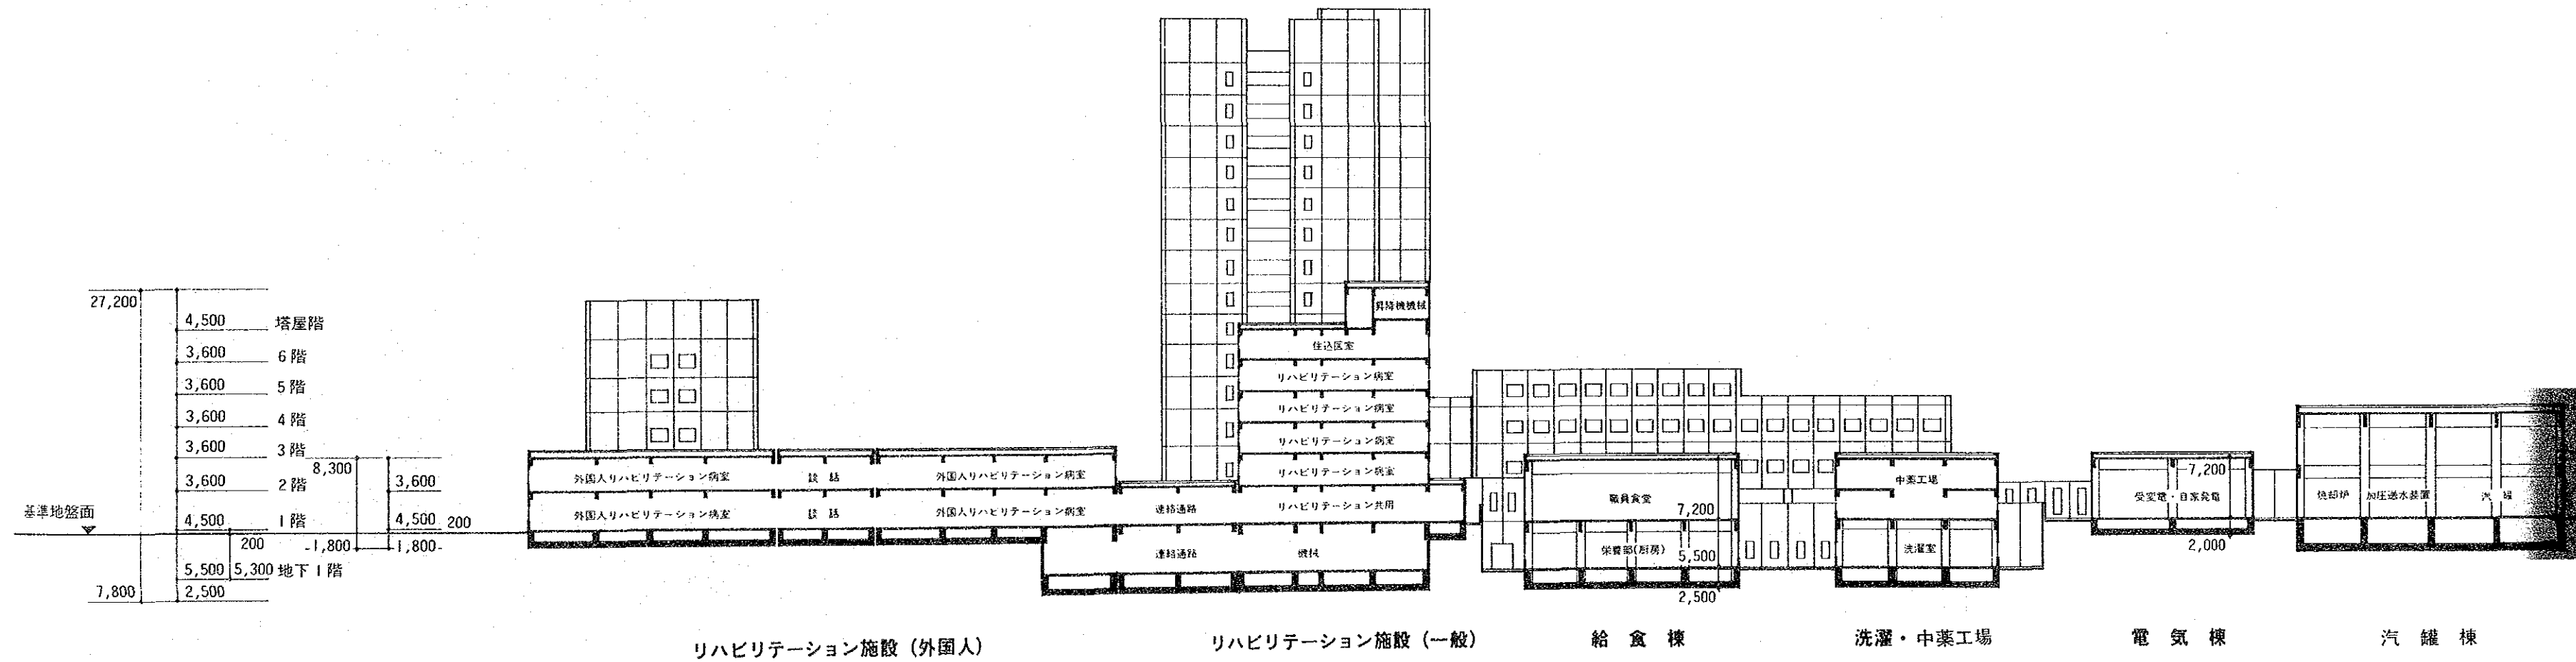 27,200
4,500 塔屋階
3,600 6階
3,600 5階
3,600 4階
3,600 3階
3,600 2階
4,500 1階
200
5,500 5,300 地下1階
7,800 2,500
基準地盤面
8,300
3,600
4,500 200
1,800 1,800
外国人リハビリテーション病室 談話 外国人リハビリテーション病室
外国人リハビリテーション病室 談話 外国人リハビリテーション病室
昇降機機械
住込医室
リハビリテーション病室
リハビリテーション病室
リハビリテーション病室
リハビリテーション病室
連絡通路 リハビリテーション共用
連絡通路 機械
職員食堂
7,200
栄養部(厨房) 5,500
2,500
中薬工場
洗濯室
7,200
受変電・自家発電
2,000
焼却炉 加圧送水装置 汽罐
リハビリテーション施設(外国人) リハビリテーション施設(一般) 給食棟 洗濯・中薬工場 電気棟 汽罐棟